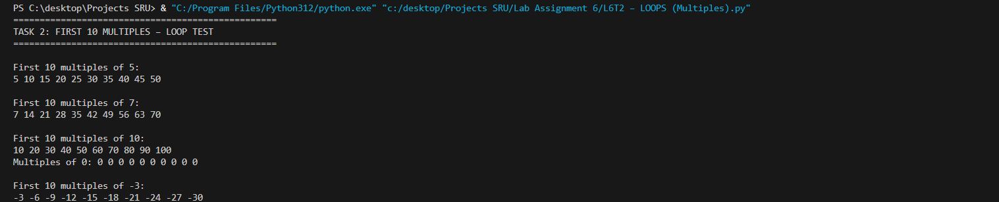 PS C:\desktop\Projects SRU> & "C:/Program Files/Python312/python.exe" "c:/desktop/Projects SRU/Lab Assignment 6/L6T2 – LOOPS (Multiples).py"
==================================================
TASK 2: FIRST 10 MULTIPLES – LOOP TEST
==================================================
First 10 multiples of 5:
5 10 15 20 25 30 35 40 45 50
First 10 multiples of 7:
7 14 21 28 35 42 49 56 63 70
First 10 multiples of 10:
10 20 30 40 50 60 70 80 90 100
Multiples of 0: 0 0 0 0 0 0 0 0 0 0
First 10 multiples of -3:
-3 -6 -9 -12 -15 -18 -21 -24 -27 -30